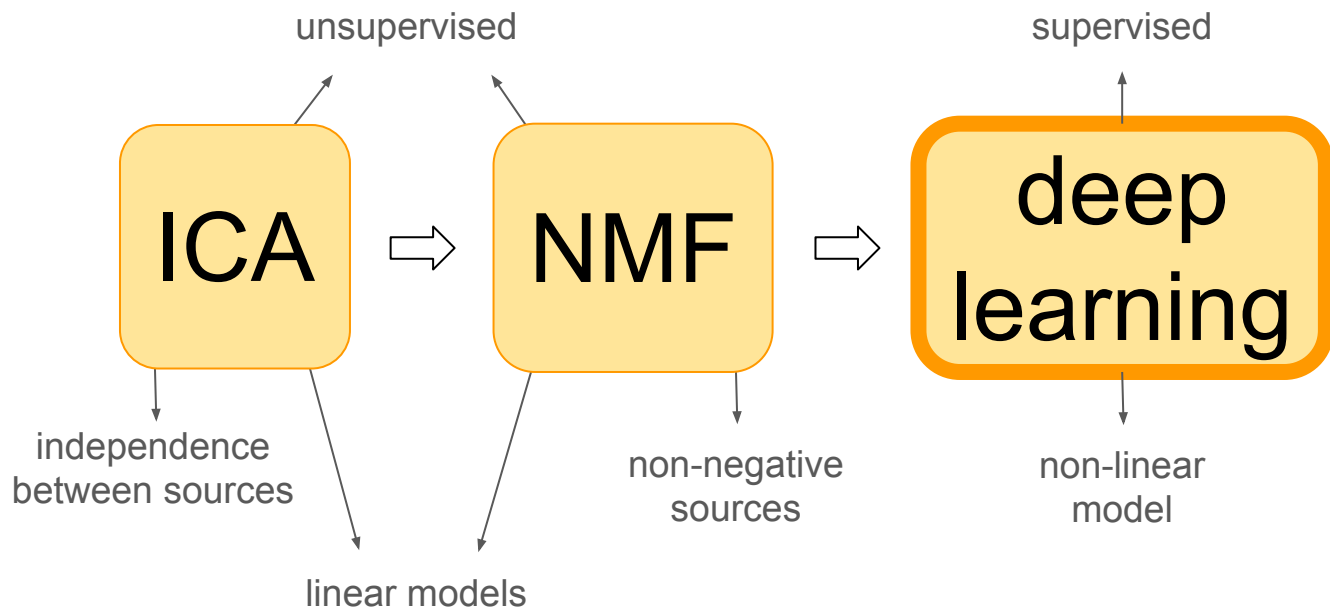 unsupervised
supervised
ICA
NMF
deep
learning
independence
between sources
non-negative
sources
non-linear
model
linear models